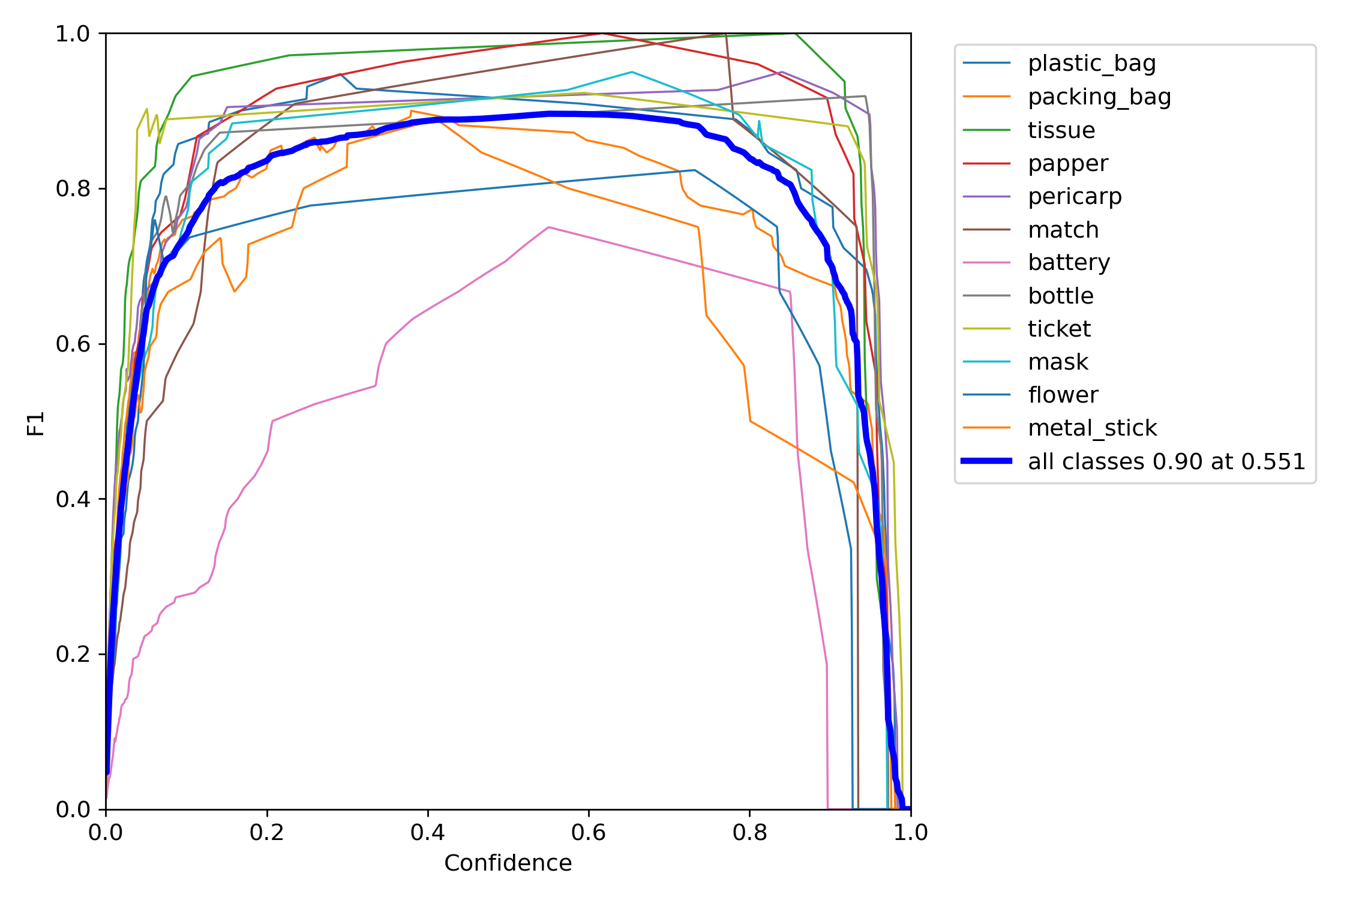 1.0
0.8
0.6
0.4
0.2
0.0
F1
0.0 0.2 0.4 0.6 0.8 1.0
Confidence
plastic_bag
packing_bag
tissue
papper
pericarp
match
battery
bottle
ticket
mask
flower
metal_stick
all classes 0.90 at 0.551